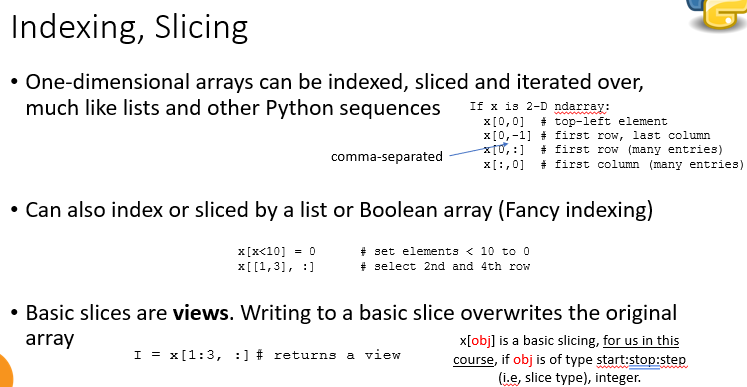 Indexing, Slicing
• One-dimensional arrays can be indexed, sliced and iterated over,
much like lists and other Python sequences
If x is 2-D ndarray:
x[0,0] # top-left element
x[0,-1] # first row, last column
x[0,:] # first row (many entries)
x[:,0] # first column (many entries)
comma-separated
• Can also index or sliced by a list or Boolean array (Fancy indexing)
x[x<10] = 0 # set elements < 10 to 0
x[[1,3], :] # select 2nd and 4th row
• Basic slices are views. Writing to a basic slice overwrites the original
array
I = x[1:3, :] # returns a view
x[obj] is a basic slicing, for us in this
course, if obj is of type start:stop:step
(i.e, slice type), integer.